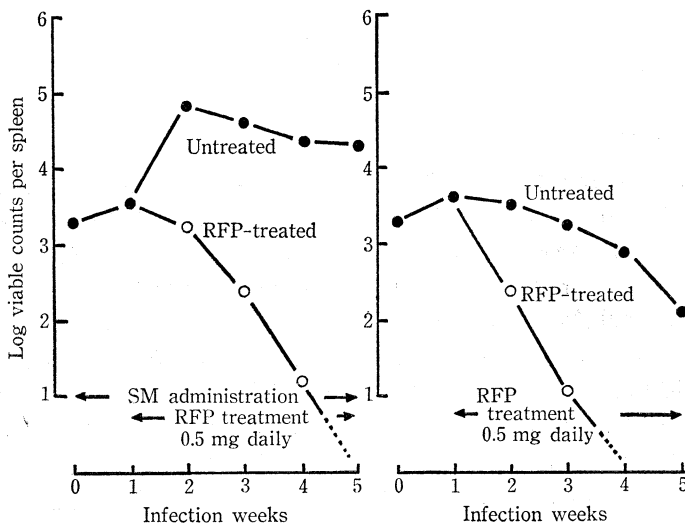 Log viable counts per spleen
6
5
4
3
2
1
Untreated
RFP-treated
SM administration
RFP treatment
0.5 mg daily
0 1 2 3 4 5
Infection weeks
6
5
4
3
2
1
Untreated
RFP-treated
RFP
treatment
0.5 mg daily
0 1 2 3 4 5
Infection weeks